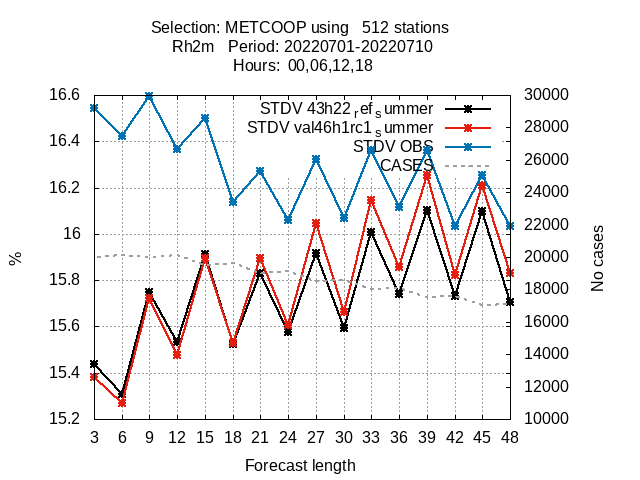 Selection: METCOOP using   512 stations
Rh2m   Period: 20220701-20220710
Hours:  00,06,12,18
STDV 43h22 ref summer
STDV val46h1rc1 summer
STDV OBS
CASES
16.6
16.4
16.2
16
15.8
15.6
15.4
15.2
%
30000
28000
26000
24000
22000
20000
18000
16000
14000
12000
10000
No cases
3 6 9 12 15 18 21 24 27 30 33 36 39 42 45 48
Forecast length